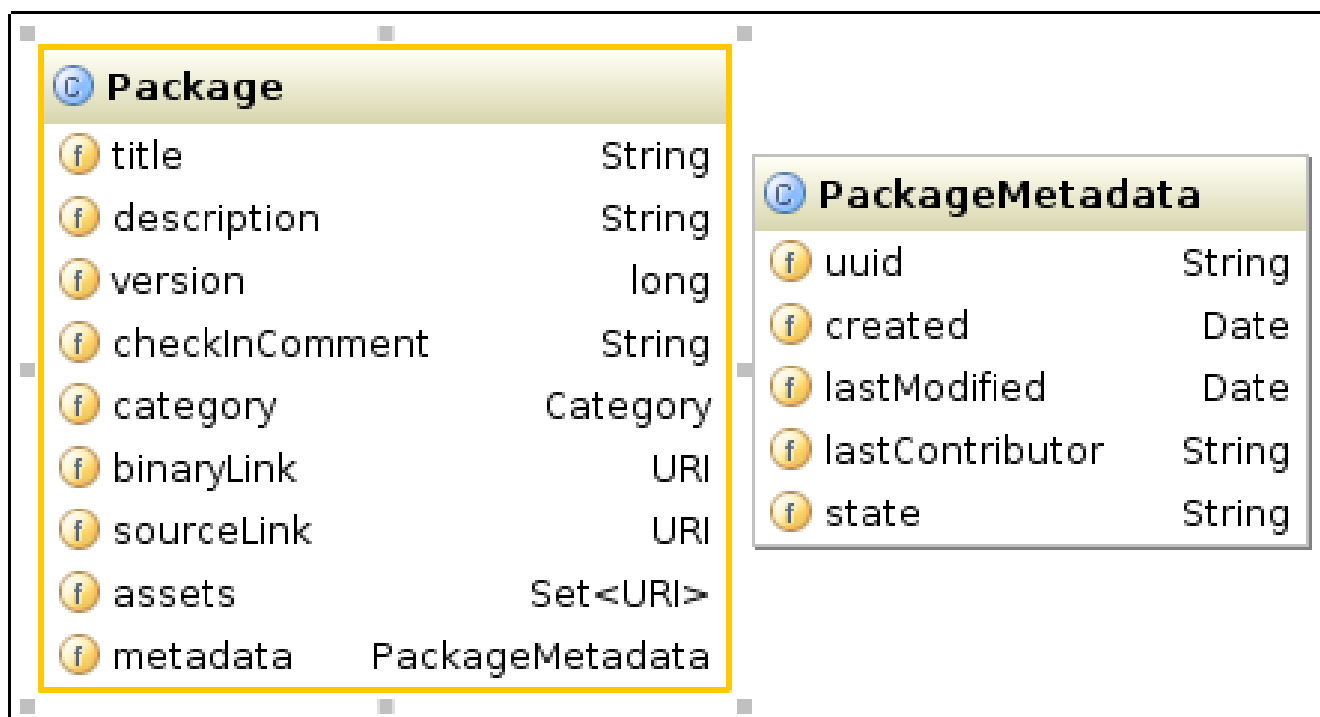 C Package
f title String
f description String
f version long
f checkInComment String
f category Category
f binaryLink URI
f sourceLink URI
f assets Set<URI>
f metadata PackageMetadata
C PackageMetadata
f uuid String
f created Date
f lastModified Date
f lastContributor String
f state String